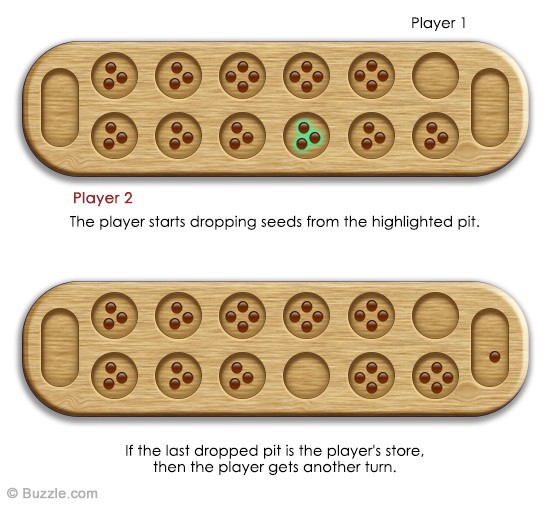 Player 1
Player 2
The player starts dropping seeds from the highlighted pit.
If the last dropped pit is the player's store,
then the player gets another turn.
© Buzzle.com